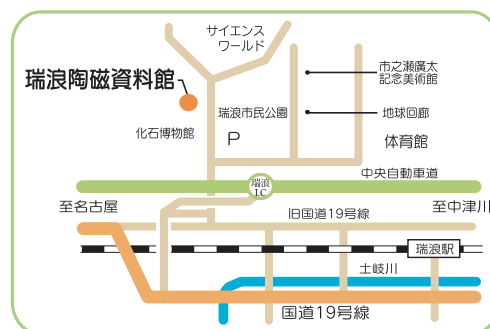 サイエンス
ワールド
市之瀬廣太
記念美術館
瑞浪陶磁資料館
瑞浪市民公園
地球回廊
化石博物館
P
体育館
中央自動車道
瑞浪
I.C
至名古屋
旧国道19号線
至中津川
瑞浪駅
土岐川
国道19号線